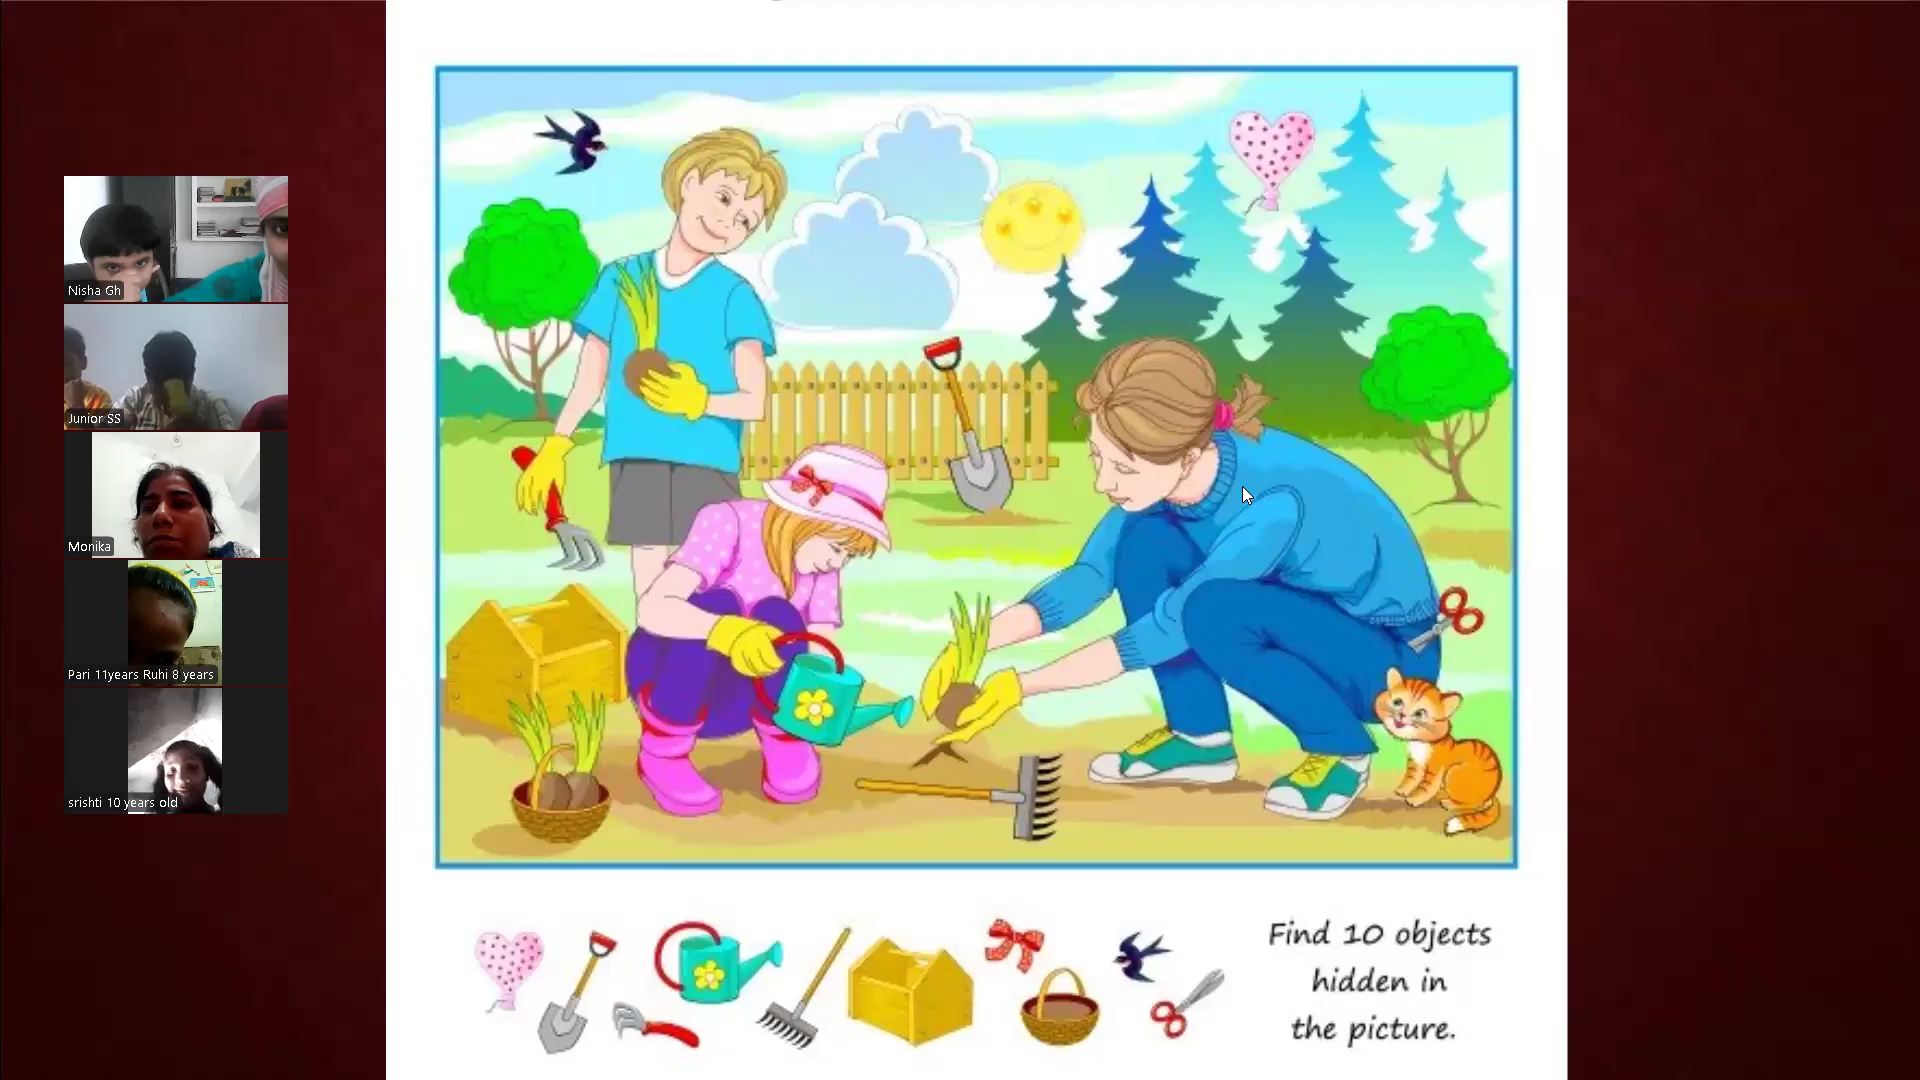 Nisha Gh
Junior SS
Monika
Pari 11years Ruhi 8 years
srishti 10 years old
Find 10 objects
hidden in
the picture.